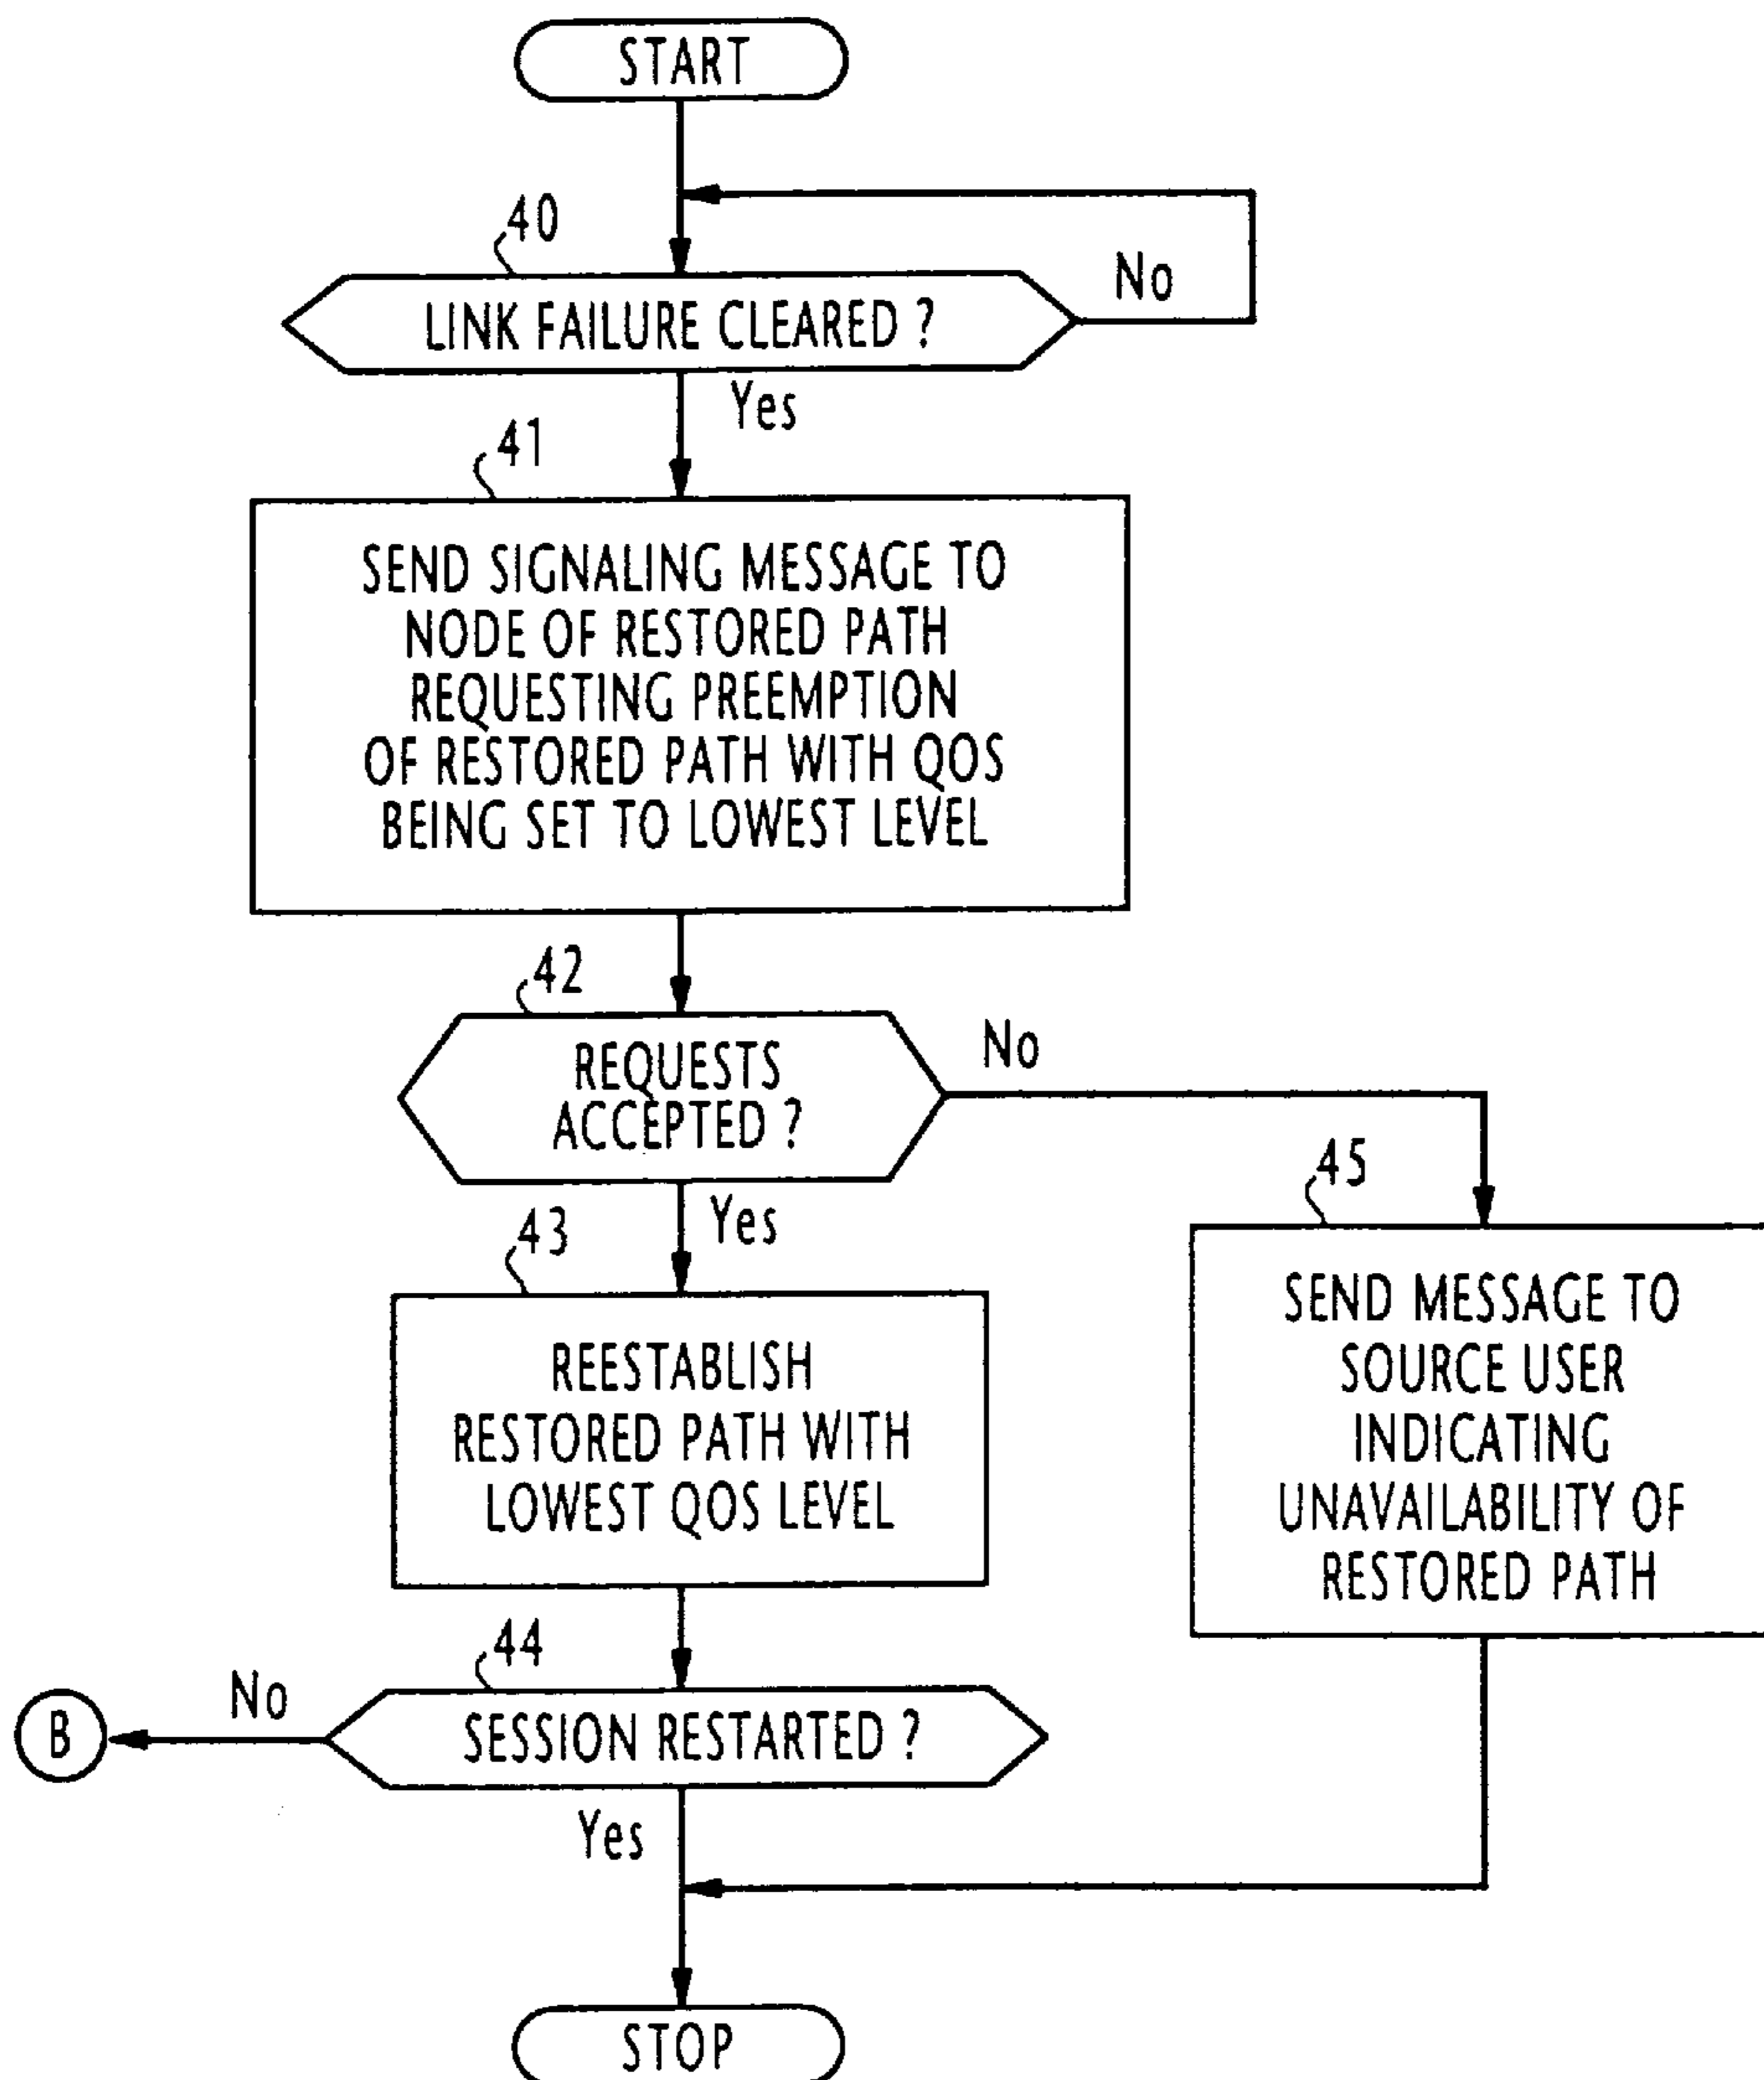 START
40
No
LINK FAILURE CLEARED ?
Yes
41
SEND SIGNALING MESSAGE TO
NODE OF RESTORED PATH
REQUESTING PREEMPTION
OF RESTORED PATH WITH QOS
BEING SET TO LOWEST LEVEL
42
No
REQUESTS
ACCEPTED ?
Yes
43
REESTABLISH
RESTORED PATH WITH
LOWEST QOS LEVEL
45
SEND MESSAGE TO
SOURCE USER
INDICATING
UNAVAILABILITY OF
RESTORED PATH
44
No
B
SESSION RESTARTED ?
Yes
STOP